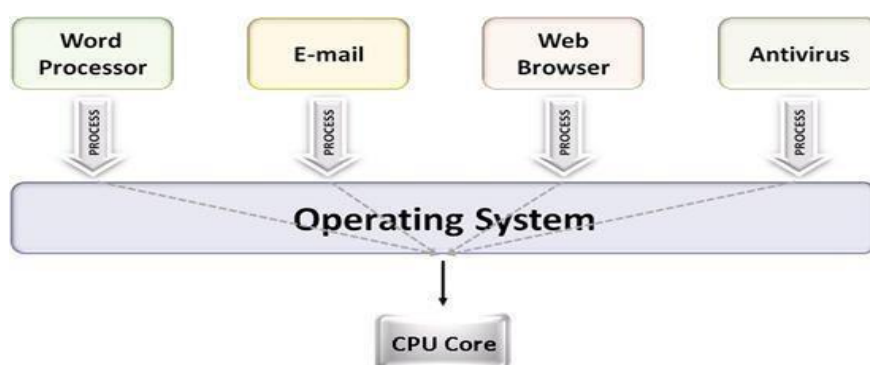 Word
Processor
E-mail
Web
Browser
Antivirus
PROCESS
PROCESS
PROCESS
PROCESS
Operating System
CPU Core